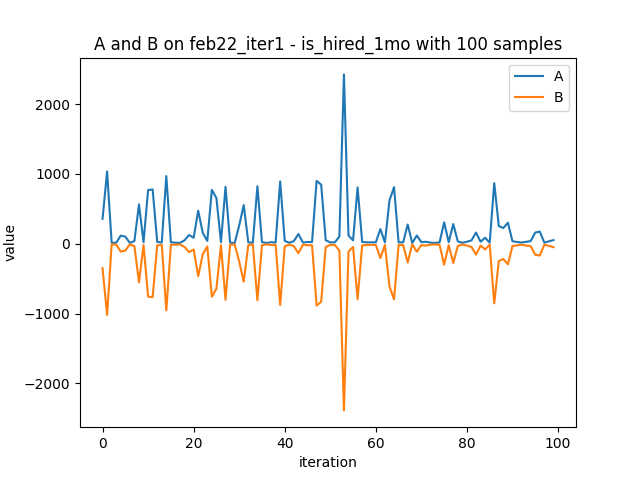 A and B on feb22_iter1 - is_hired_1mo with 100 samples
A
B
value
2000
1000
0
−1000
−2000
0
20
40
60
80
100
iteration